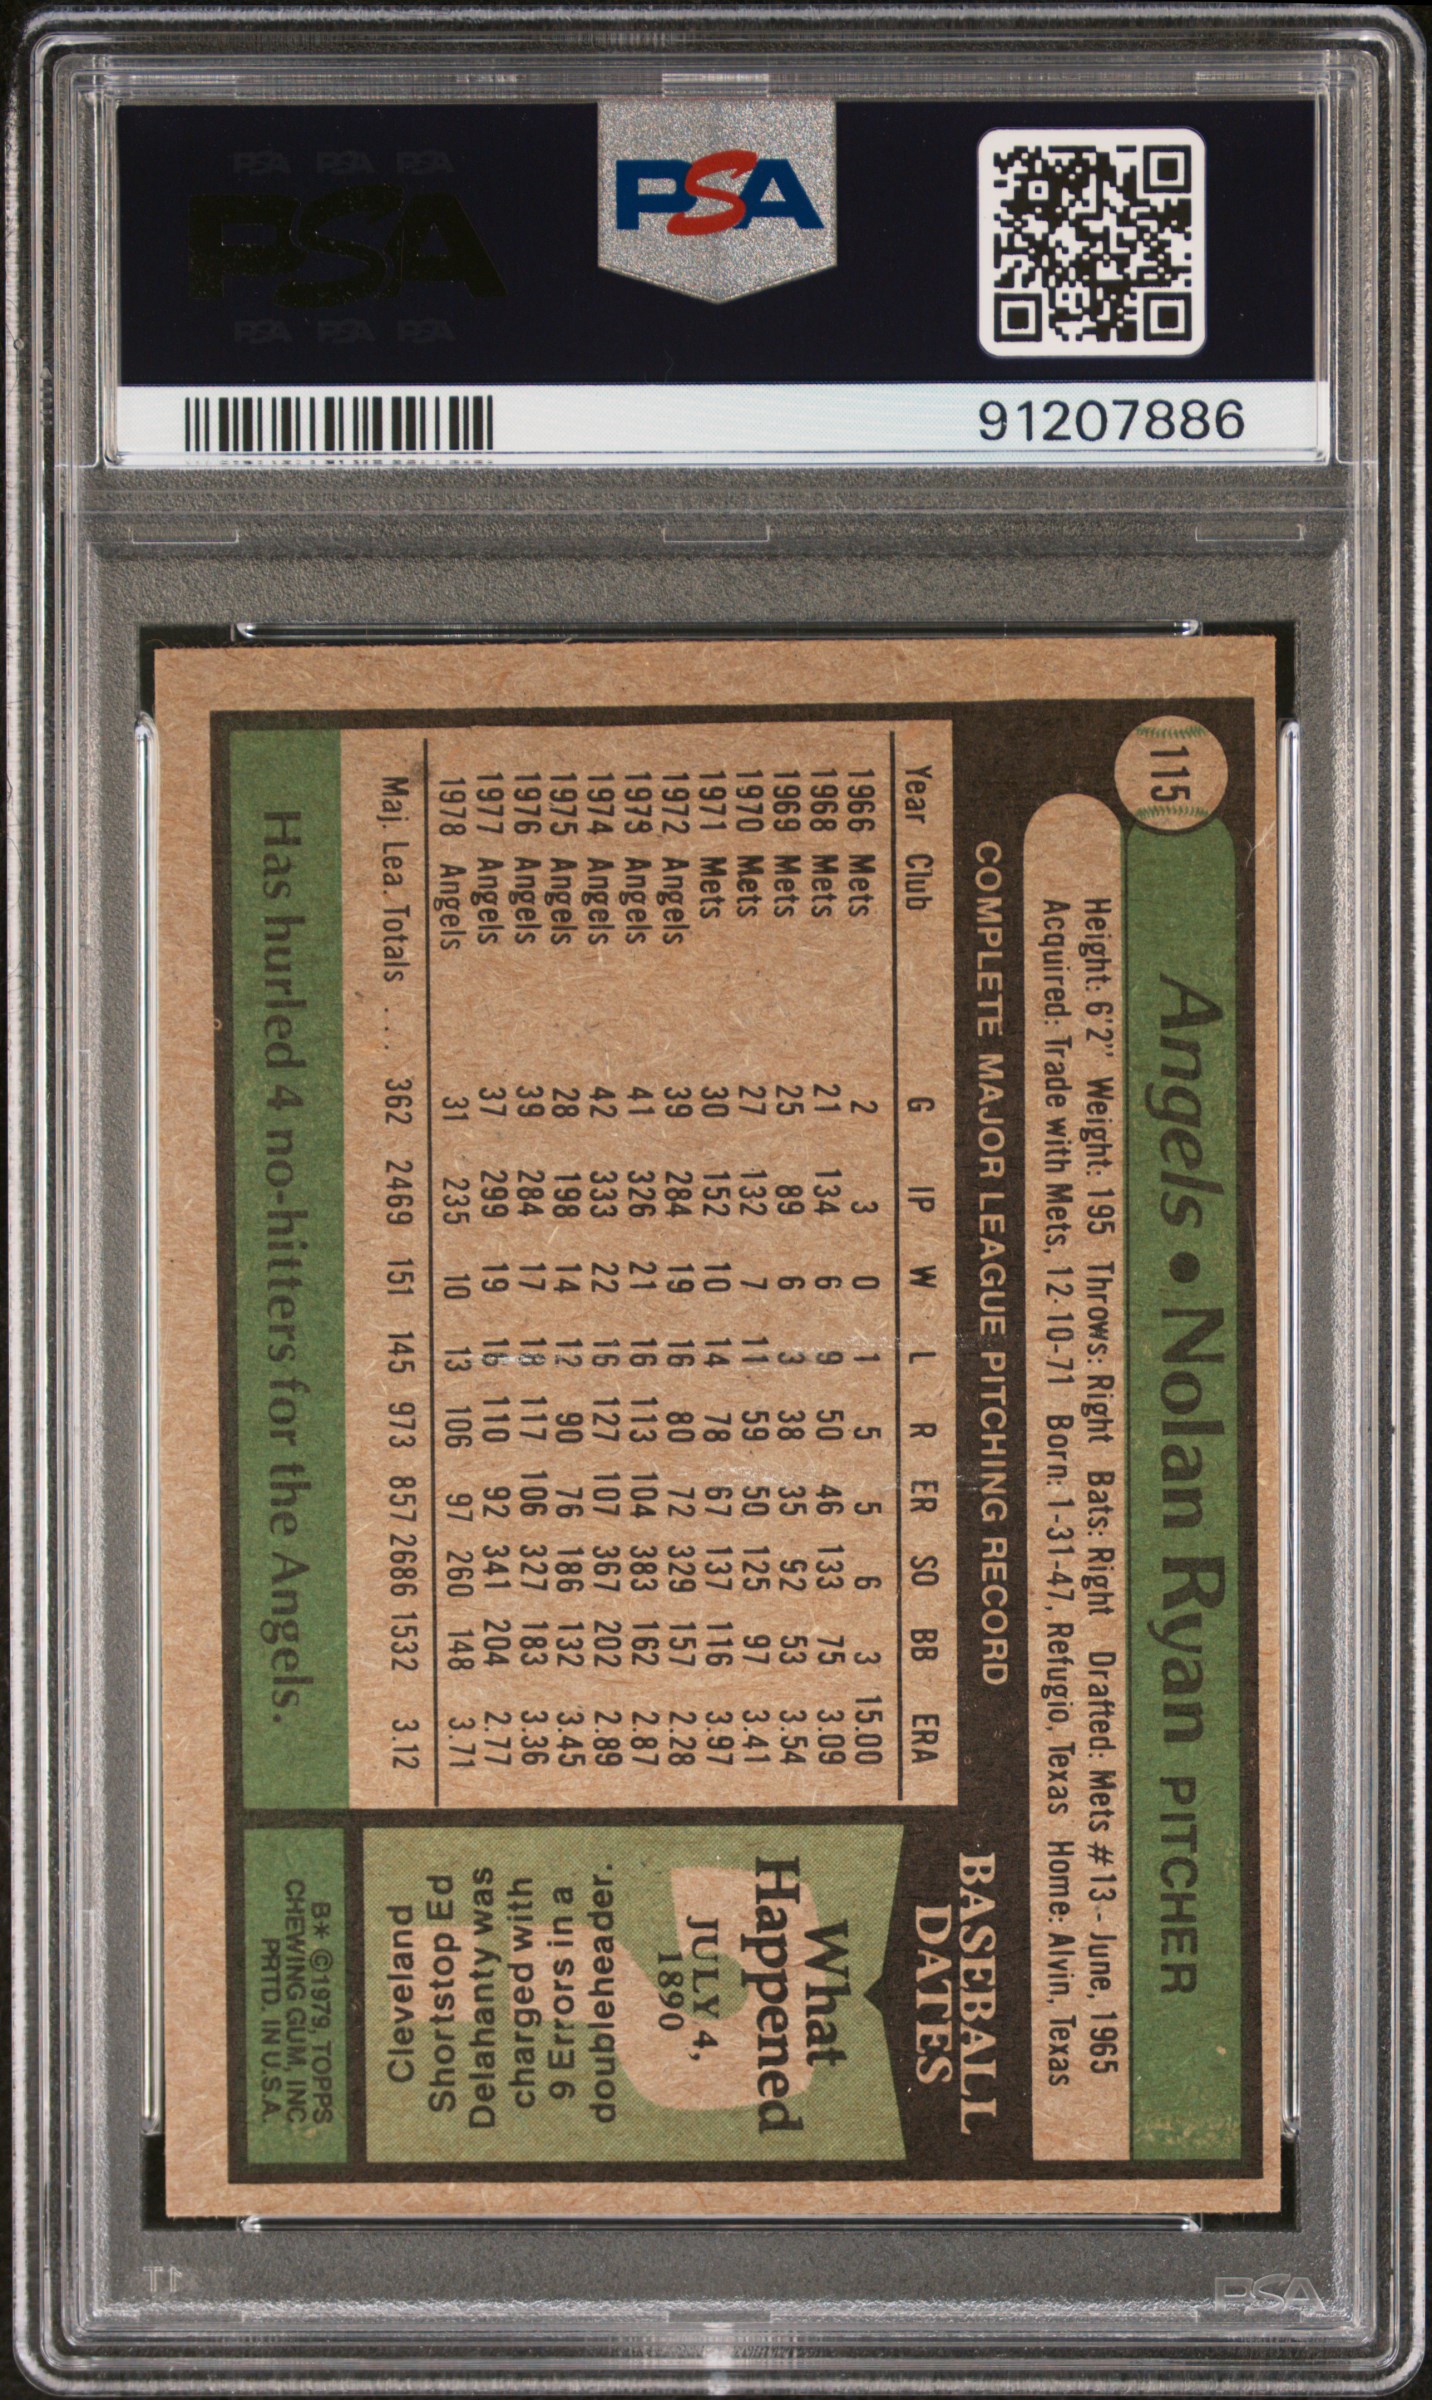 PSA PSA PSA
PSA
PSA PSA PSA
PSA
91207886
115
Angels • Nolan Ryan PITCHER
Height: 6'2" Weight: 195 Throws: Right Bats: Right Drafted: Mets #13-June, 1965
Acquired: Trade with Mets, 12-10-71 Born: 1-31-47, Refugio, Texas Home: Alvin, Texas
COMPLETE MAJOR LEAGUE PITCHING RECORD
Year Club G IP W L R ER SO BB ERA
1966 Mets 2 3 0 1 5 5 6 3 15.00
1968 Mets 21 134 6 9 50 46 133 75 3.09
1969 Mets 25 89 6 3 38 35 92 53 3.54
1970 Mets 27 132 7 11 59 50 125 97 3.41
1971 Mets 30 152 10 14 78 67 137 116 3.97
1972 Angels 39 284 19 16 80 72 329 157 2.28
1973 Angels 41 326 21 16 113 104 383 162 2.87
1974 Angels 42 333 22 16 127 107 367 202 2.89
1975 Angels 28 198 14 12 90 76 186 132 3.45
1976 Angels 39 284 17 18 117 106 327 183 3.36
1977 Angels 37 299 19 16 110 92 341 204 2.77
1978 Angels 31 235 10 13 106 97 260 148 3.71
Maj. Lea. Totals . . . 362 2469 151 145 973 857 2686 1532 3.12
Has hurled 4 no-hitters for the Angels.
BASEBALL
DATES
What
Happened
JULY 4,
1890
Cleveland
Shortstop Ed
Delahanty was
charged with
9 Errors in a
doubleheader.
B* ©1979, TOPPS
CHEWING GUM, INC.
PRTD. IN U.S.A.
PSA